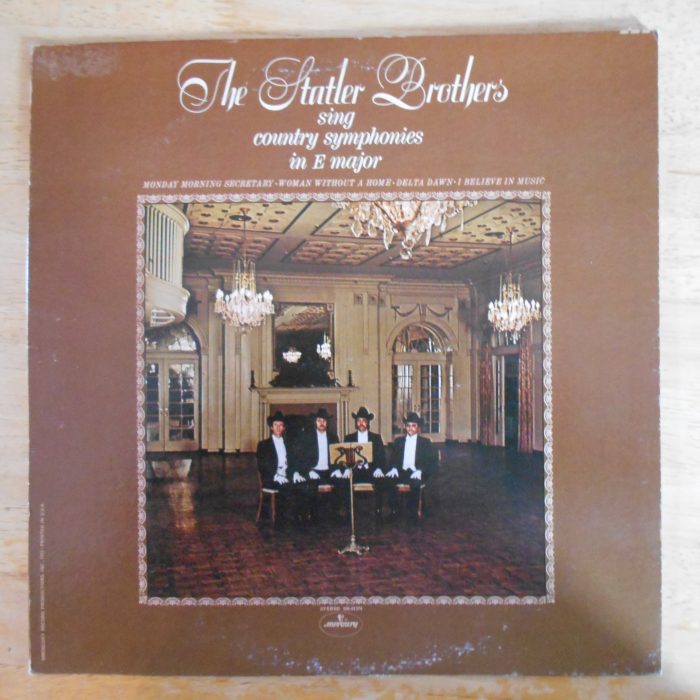 The Statler Brothers
sing
country symphonies
in E major
MONDAY MORNING SECRETARY · WOMAN WITHOUT A HOME · DELTA DAWN · I BELIEVE IN MUSIC
STEREO
mercury